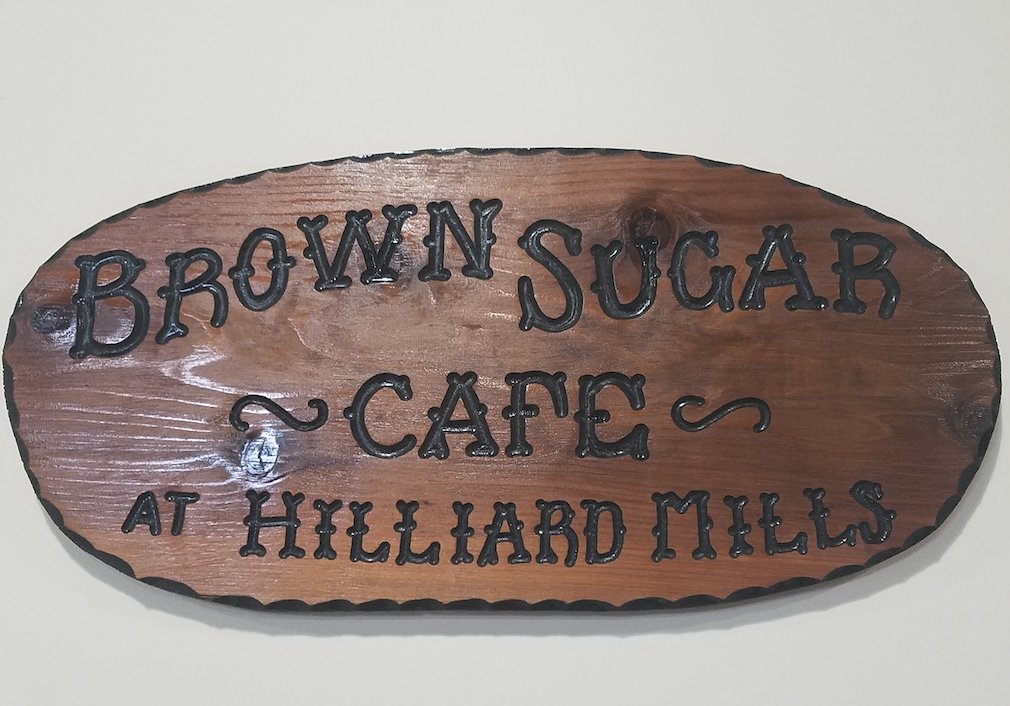 BROWN SUGAR
~ CAFE ~
AT HILLIARD MILLS